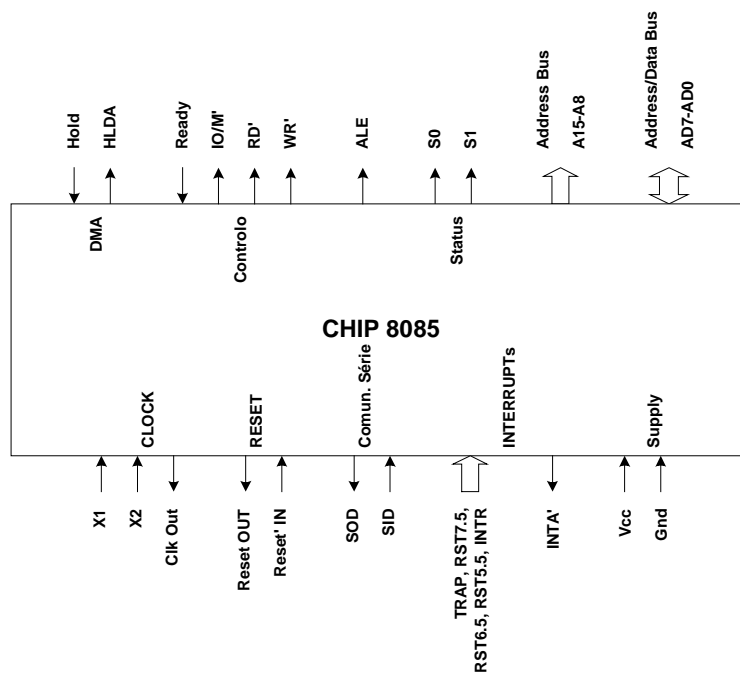 Hold
HLDA
Ready
IO/M'
RD'
WR'
ALE
S0
S1
Address Bus
A15-A8
Address/Data Bus
AD7-AD0
DMA
Controlo
Status
CHIP 8085
CLOCK
RESET
Comun. Série
INTERRUPTs
Supply
X1
X2
Clk Out
Reset OUT
Reset' IN
SOD
SID
TRAP, RST7.5,
RST6.5, RST5.5, INTR
INTA'
Vcc
Gnd